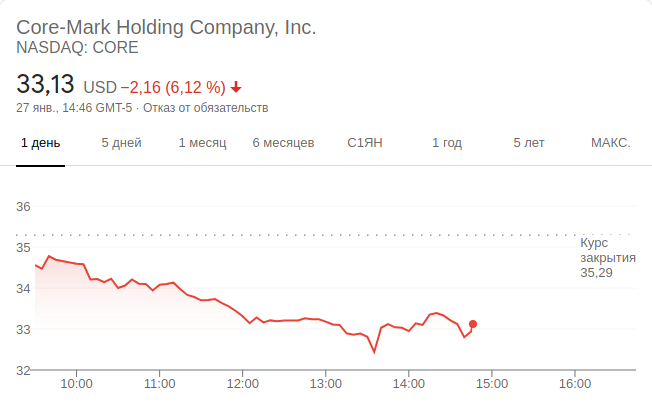 Core-Mark Holding Company, Inc.
NASDAQ: CORE
33,13 USD −2,16 (6,12 %)
27 янв., 14:46 GMT-5 · Отказ от обязательств
1 день 5 дней 1 месяц 6 месяцев С1ЯН 1 год 5 лет МАКС.
36
35
34
33
32
Курс
закрытия
35,29
10:00 11:00 12:00 13:00 14:00 15:00 16:00